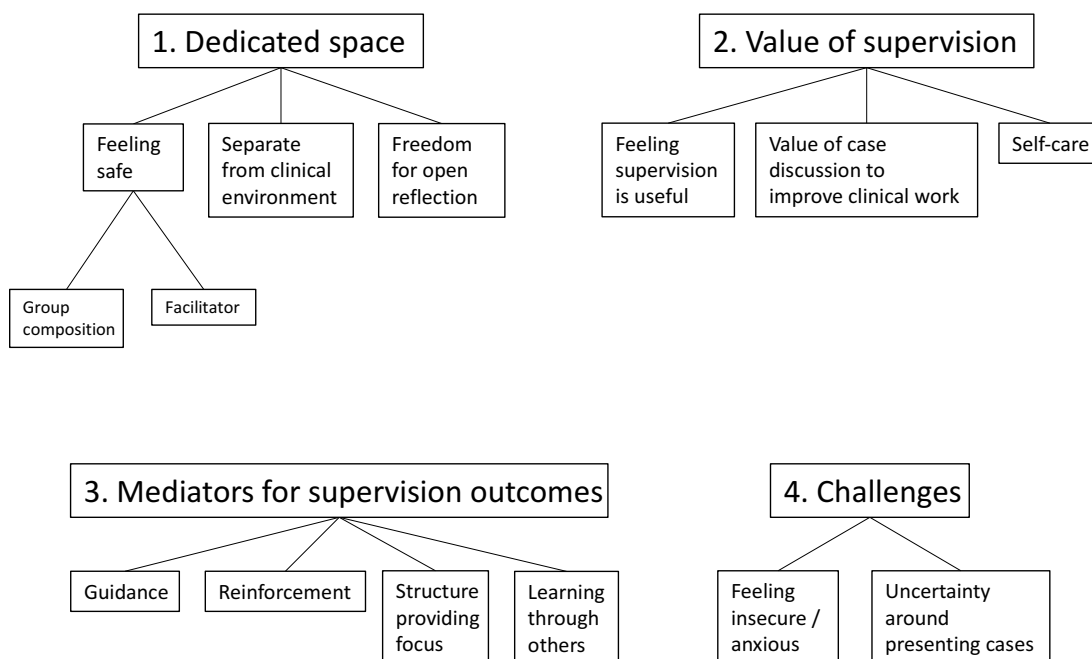 1. Dedicated space
Feeling
safe
Separate
from clinical
environment
Freedom
for open
reflection
Group
composition
Facilitator
2. Value of supervision
Feeling
supervision
is useful
Value of case
discussion to
improve clinical work
Self-care
3. Mediators for supervision outcomes
Guidance
Reinforcement
Structure
providing
focus
Learning
through
others
4. Challenges
Feeling
insecure /
anxious
Uncertainty
around
presenting cases